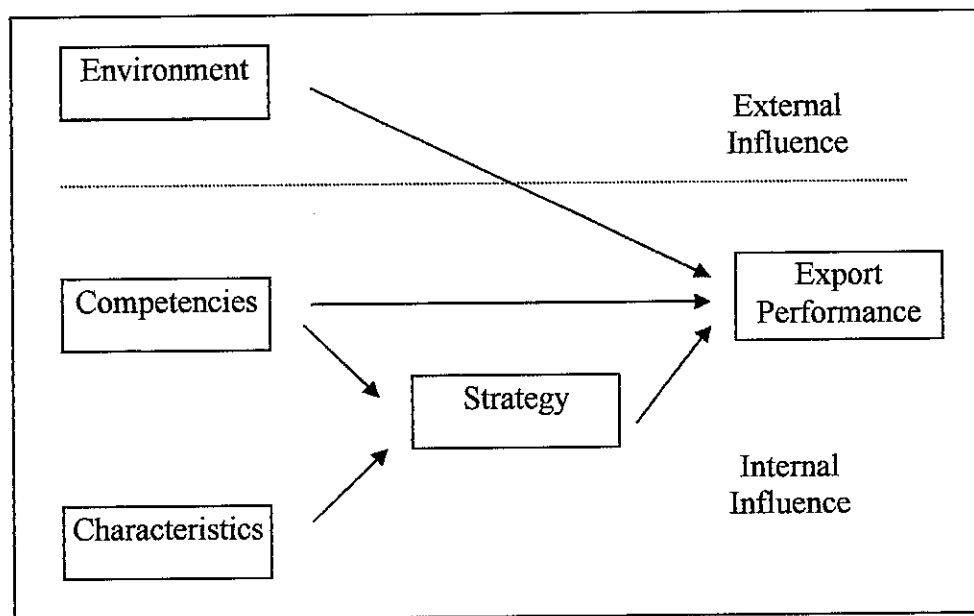 Environment
External
Influence
Competencies
Export
Performance
Strategy
Internal
Influence
Characteristics